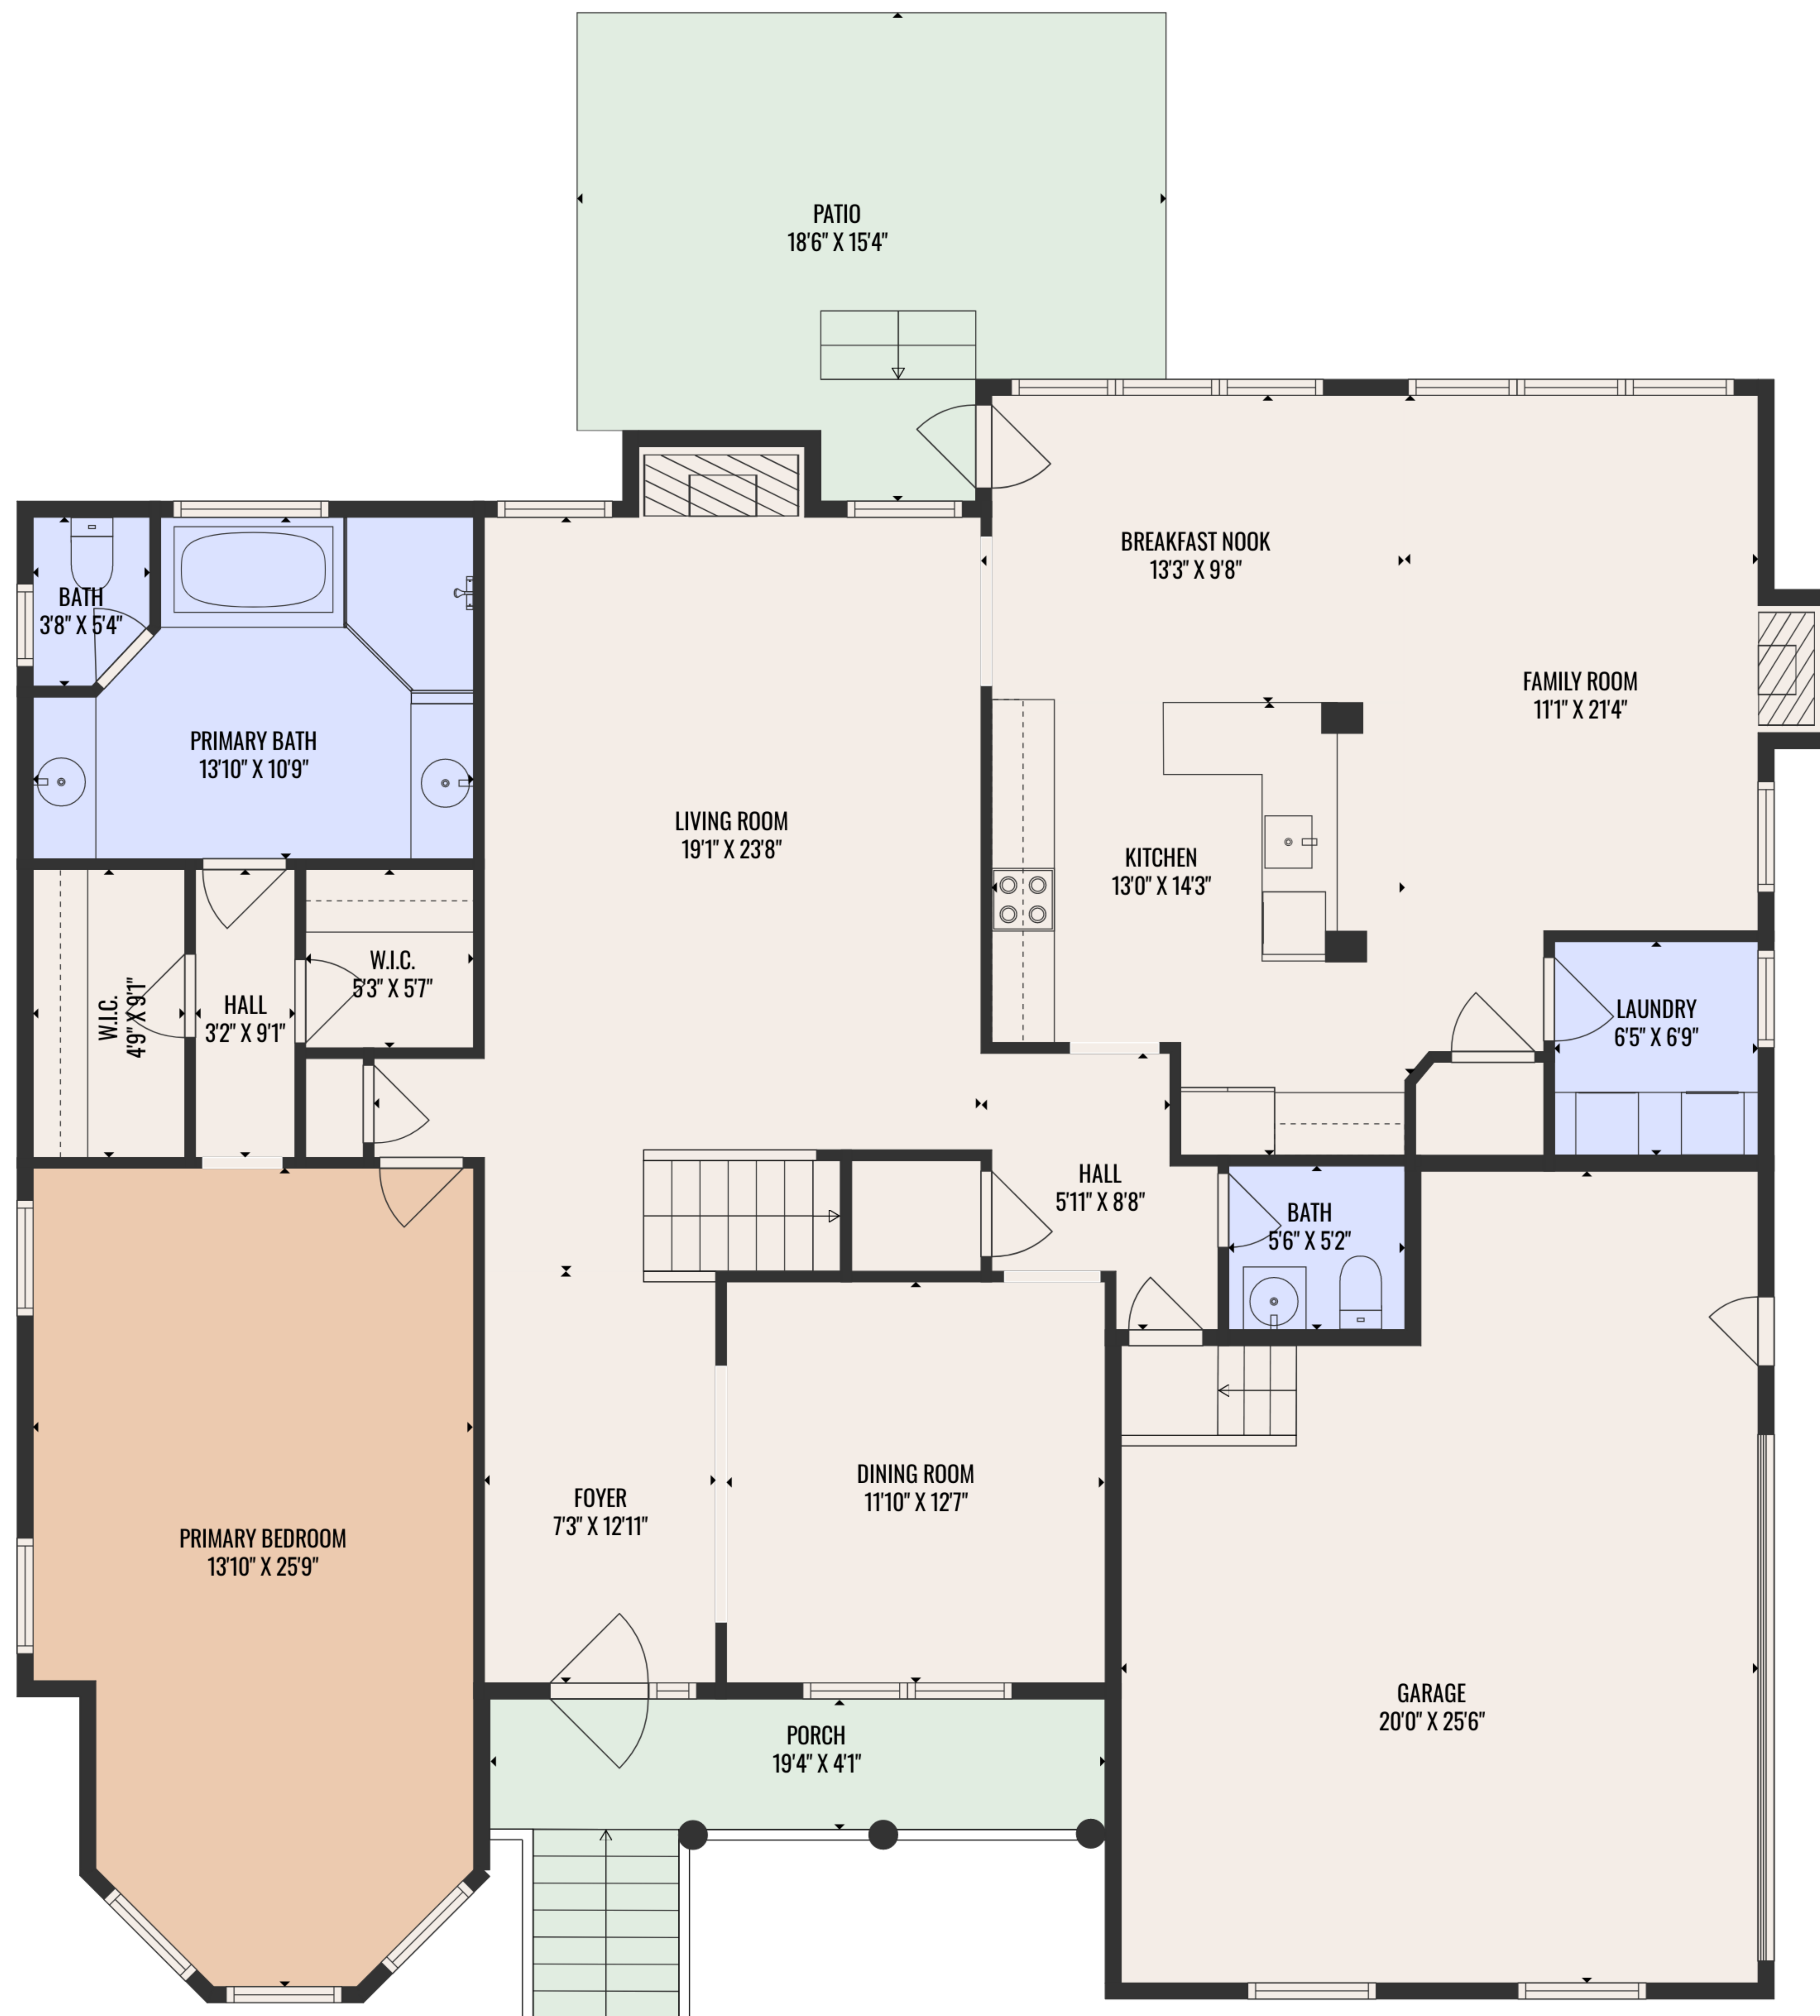 PATIO
18'6" X 15'4"
BREAKFAST NOOK
13'3" X 9'8"
BATH
3'8" X 5'4"
FAMILY ROOM
11'1" X 21'4"
PRIMARY BATH
13'10" X 10'9"
LIVING ROOM
19'1" X 23'8"
KITCHEN
13'0" X 14'3"
W.I.C.
5'3" X 5'7"
W.I.C.
4'9" X 9'1"
HALL
3'2" X 9'1"
LAUNDRY
6'5" X 6'9"
HALL
5'11" X 8'8"
BATH
5'6" X 5'2"
DINING ROOM
11'10" X 12'7"
FOYER
7'3" X 12'11"
PRIMARY BEDROOM
13'10" X 25'9"
GARAGE
20'0" X 25'6"
PORCH
19'4" X 4'1"